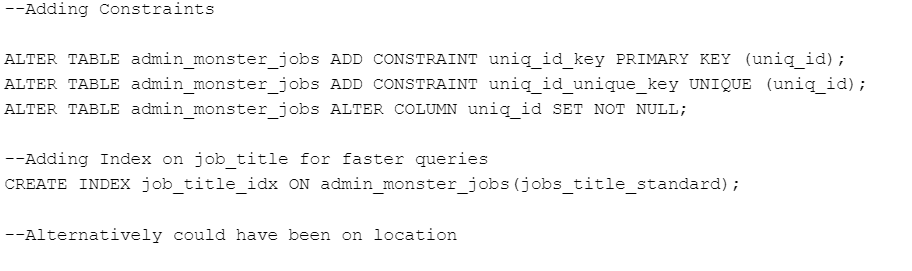 --Adding Constraints
ALTER TABLE admin_monster_jobs ADD CONSTRAINT uniq_id_key PRIMARY KEY (uniq_id);
ALTER TABLE admin_monster_jobs ADD CONSTRAINT uniq_id_unique_key UNIQUE (uniq_id);
ALTER TABLE admin_monster_jobs ALTER COLUMN uniq_id SET NOT NULL;
--Adding Index on job_title for faster queries
CREATE INDEX job_title_idx ON admin_monster_jobs(jobs_title_standard);
--Alternatively could have been on location